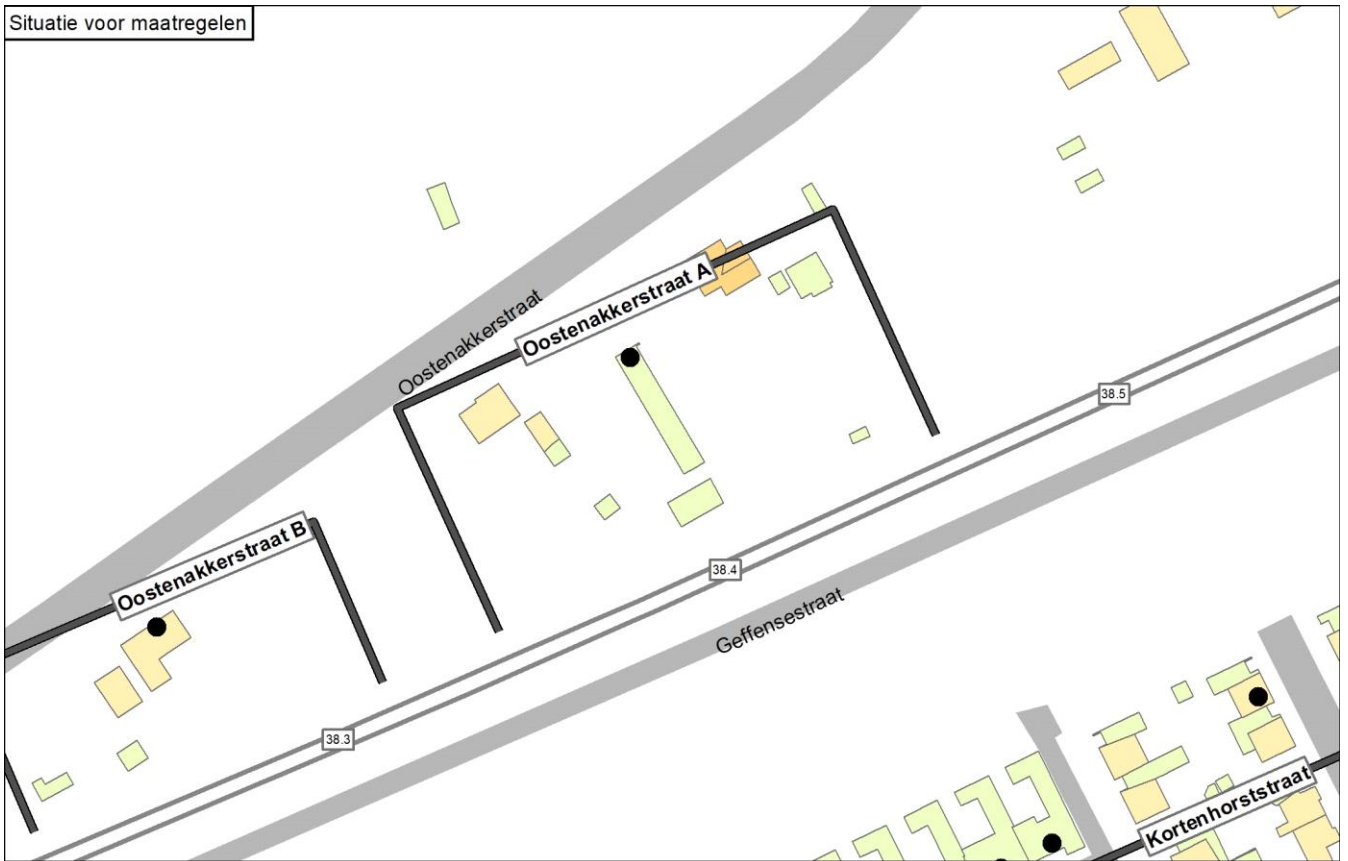 Situatie voor maatregelen
Oostenakkerstraat A
Oostenakkerstraat
38.5
Oostenakkerstraat B
38.4
Geffensestraat
38.3
Kortenhorststraat